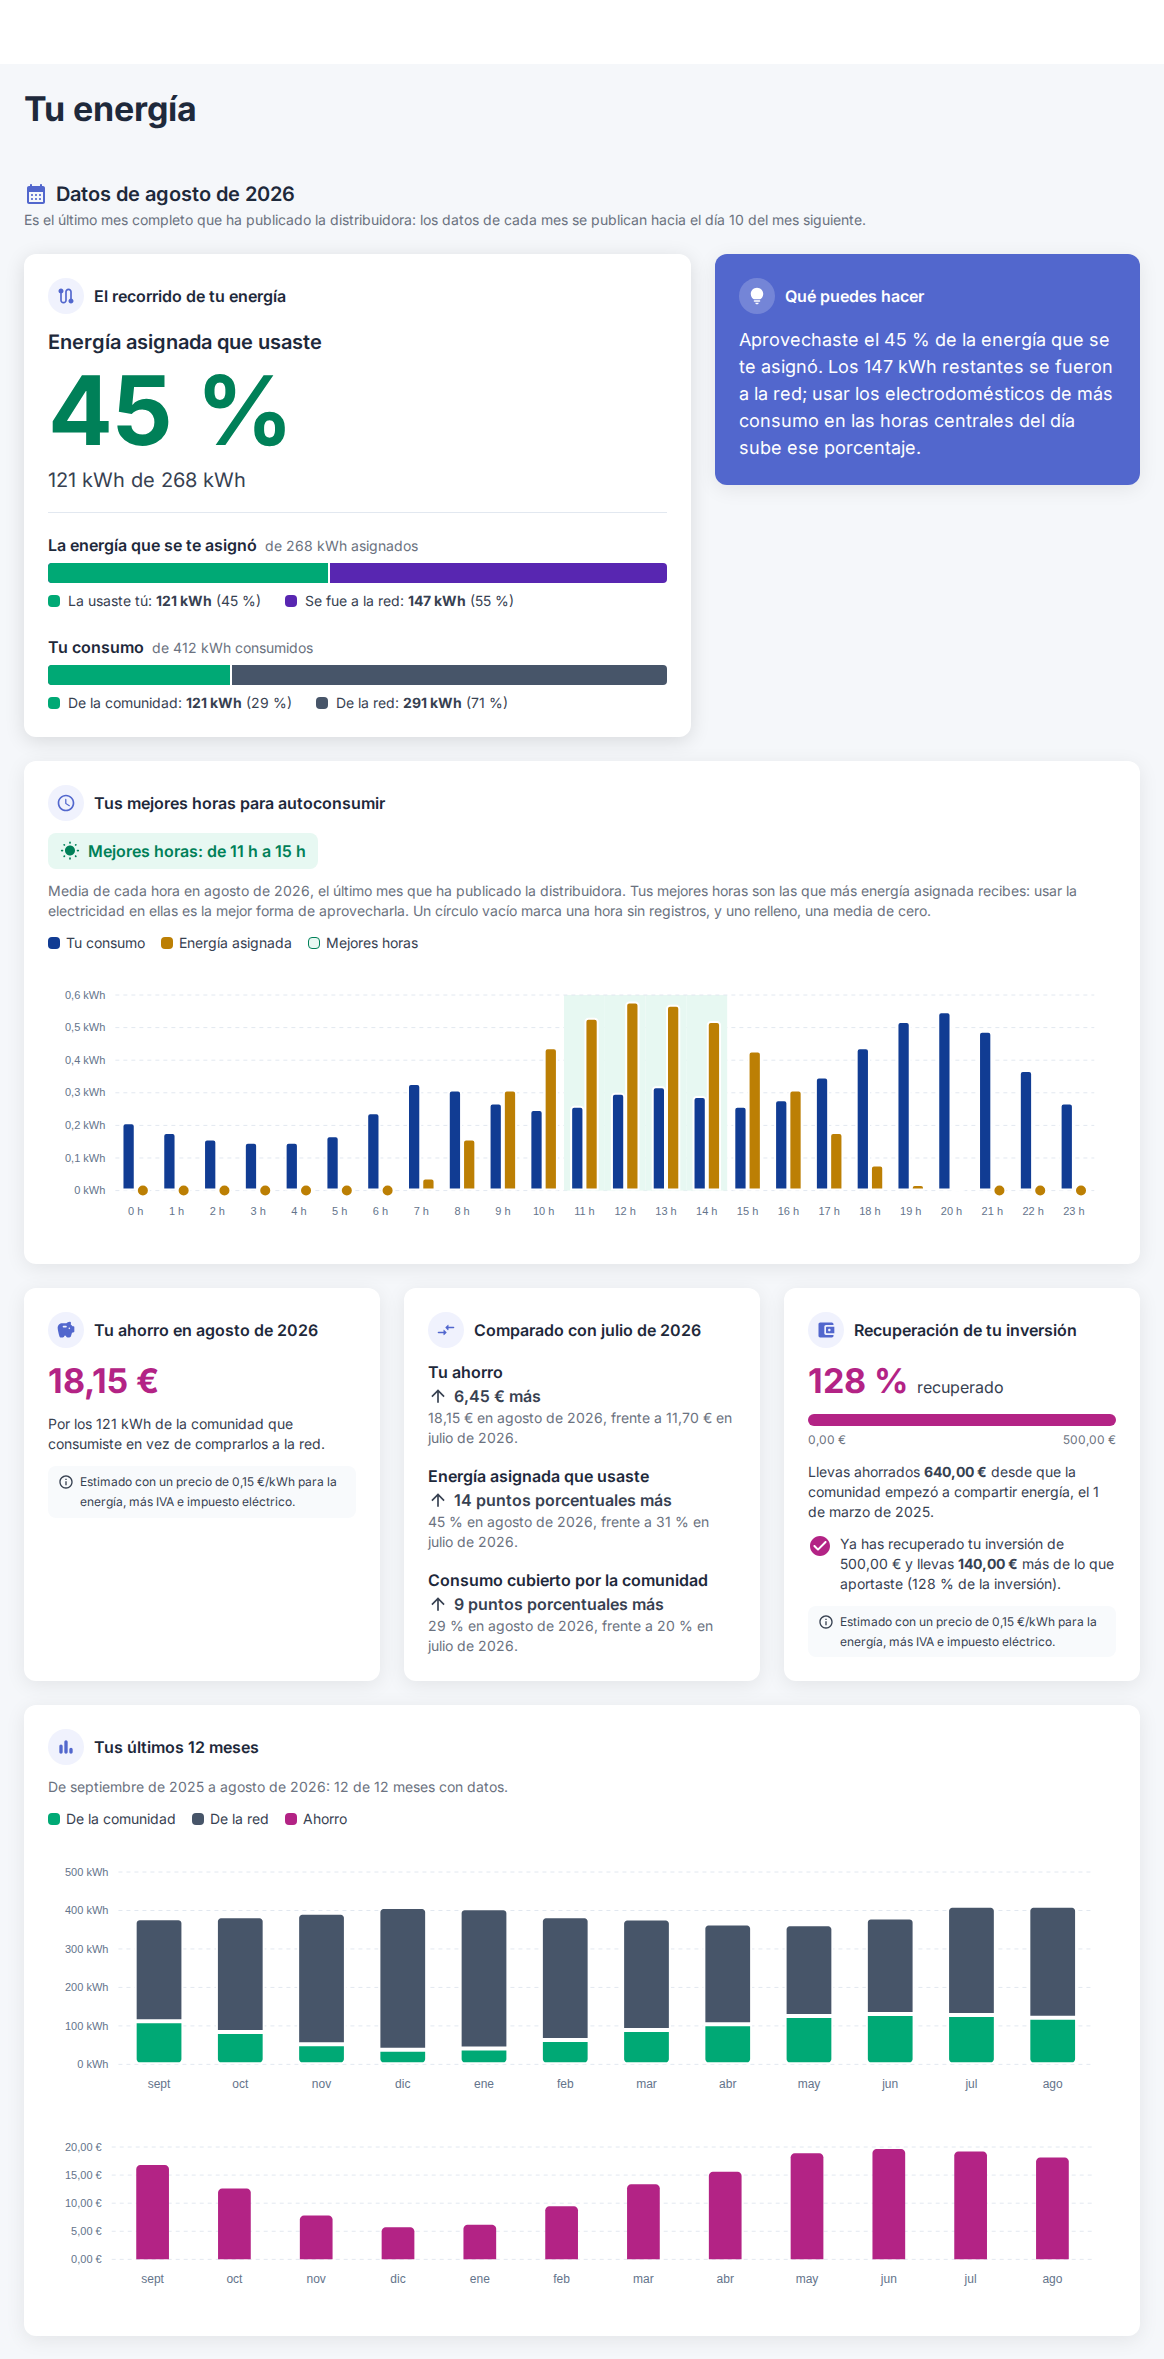 Tu energía
Datos de agosto de 2026
Es el último mes completo que ha publicado la distribuidora: los datos de cada mes se publican hacia el día 10 del mes siguiente.
El recorrido de tu energía
Energía asignada que usaste
45 %
121 kWh de 268 kWh
La energía que se te asignó de 268 kWh asignados
La usaste tú: 121 kWh (45 %) Se fue a la red: 147 kWh (55 %)
Tu consumo de 412 kWh consumidos
De la comunidad: 121 kWh (29 %) De la red: 291 kWh (71 %)
Qué puedes hacer
Aprovechaste el 45 % de la energía que se
te asignó. Los 147 kWh restantes se fueron
a la red; usar los electrodomésticos de más
consumo en las horas centrales del día
sube ese porcentaje.
Tus mejores horas para autoconsumir
Mejores horas: de 11 h a 15 h
Media de cada hora en agosto de 2026, el último mes que ha publicado la distribuidora. Tus mejores horas son las que más energía asignada recibes: usar la
electricidad en ellas es la mejor forma de aprovecharla. Un círculo vacío marca una hora sin registros, y uno relleno, una media de cero.
Tu consumo Energía asignada Mejores horas
0,6 kWh
0,5 kWh
0,4 kWh
0,3 kWh
0,2 kWh
0,1 kWh
0 kWh
0 h 1 h 2 h 3 h 4 h 5 h 6 h 7 h 8 h 9 h 10 h 11 h 12 h 13 h 14 h 15 h 16 h 17 h 18 h 19 h 20 h 21 h 22 h 23 h
Tu ahorro en agosto de 2026
18,15 €
Por los 121 kWh de la comunidad que
consumiste en vez de comprarlos a la red.
Estimado con un precio de 0,15 €/kWh para la
energía, más IVA e impuesto eléctrico.
Comparado con julio de 2026
Tu ahorro
6,45 € más
18,15 € en agosto de 2026, frente a 11,70 € en
julio de 2026.
Energía asignada que usaste
14 puntos porcentuales más
45 % en agosto de 2026, frente a 31 % en
julio de 2026.
Consumo cubierto por la comunidad
9 puntos porcentuales más
29 % en agosto de 2026, frente a 20 % en
julio de 2026.
Recuperación de tu inversión
128 % recuperado
0,00 € 500,00 €
Llevas ahorrados 640,00 € desde que la
comunidad empezó a compartir energía, el 1
de marzo de 2025.
Ya has recuperado tu inversión de
500,00 € y llevas 140,00 € más de lo que
aportaste (128 % de la inversión).
Estimado con un precio de 0,15 €/kWh para la
energía, más IVA e impuesto eléctrico.
Tus últimos 12 meses
De septiembre de 2025 a agosto de 2026: 12 de 12 meses con datos.
De la comunidad De la red Ahorro
500 kWh
400 kWh
300 kWh
200 kWh
100 kWh
0 kWh
sept oct nov dic ene feb mar abr may jun jul ago
20,00 €
15,00 €
10,00 €
5,00 €
0,00 €
sept oct nov dic ene feb mar abr may jun jul ago